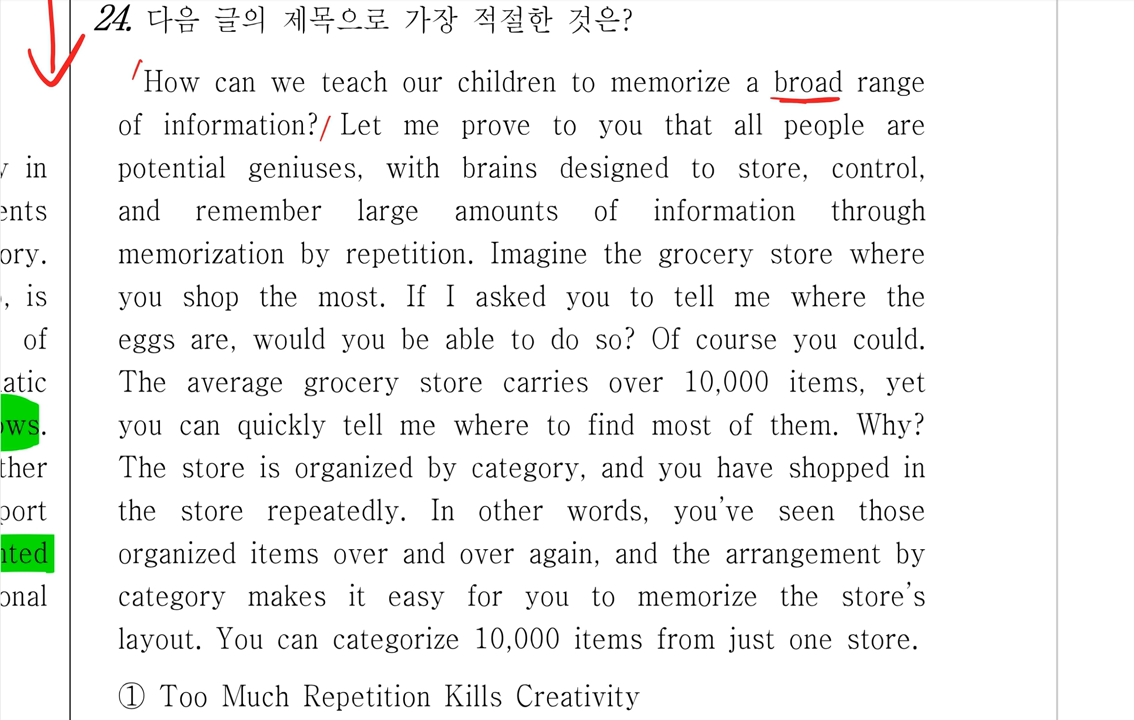 24. 다음 글의 제목으로 가장 적절한 것은?
How can we teach our children to memorize a broad range
of information? Let me prove to you that all people are
potential geniuses, with brains designed to store, control,
and remember large amounts of information through
memorization by repetition. Imagine the grocery store where
you shop the most. If I asked you to tell me where the
eggs are, would you be able to do so? Of course you could.
The average grocery store carries over 10,000 items, yet
you can quickly tell me where to find most of them. Why?
The store is organized by category, and you have shopped in
the store repeatedly. In other words, you've seen those
organized items over and over again, and the arrangement by
category makes it easy for you to memorize the store's
layout. You can categorize 10,000 items from just one store.
① Too Much Repetition Kills Creativity
in
ory.
, is
of
ther